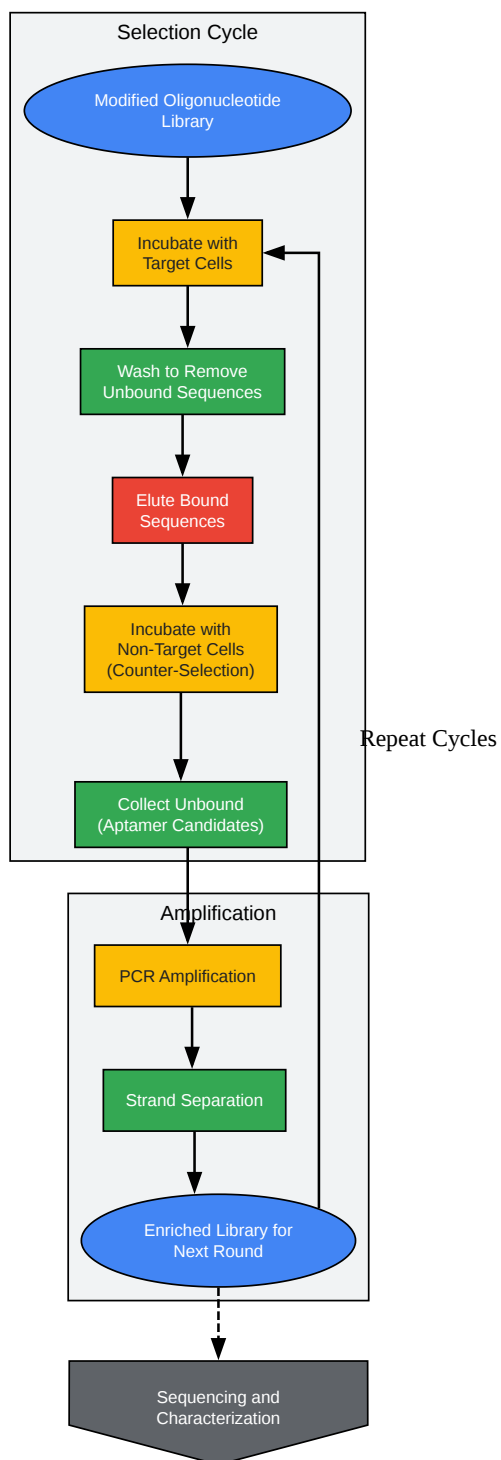 Selection Cycle
Modified Oligonucleotide
Library
Incubate with
Target Cells
Wash to Remove
Unbound Sequences
Elute Bound
Sequences
Incubate with
Non-Target Cells
(Counter-Selection)
Repeat Cycles
Collect Unbound
(Aptamer Candidates)
Amplification
PCR Amplification
Strand Separation
Enriched Library for
Next Round
Sequencing and
Characterization